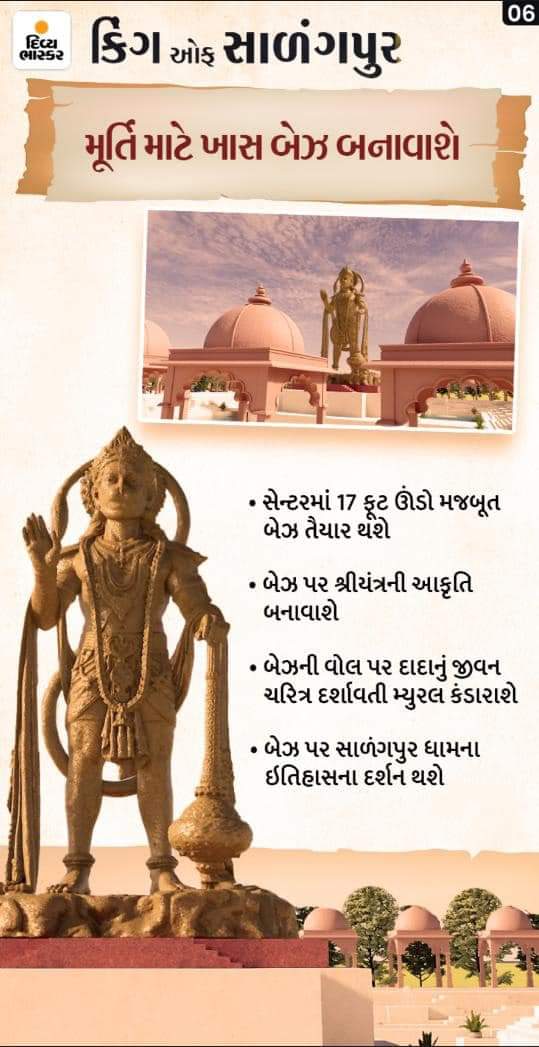 06
દિવ્ય
ભાસ્કર
કિંગ ઓફ સાળંગપુર
મૂર્તિ માટે ખાસ બેઝ બનાવાશે
• સેન્ટરમાં 17 ફૂટ ઊંડો મજબૂત
બેઝ તૈયાર થશે
• બેઝ પર શ્રીયંત્રની આકૃતિ
બનાવાશે
• બેઝની વોલ પર દાદાનું જીવન
ચરિત્ર દર્શાવતી મ્યુરલ કંડારાશે
• બેઝ પર સાળંગપુર ધામના
ઇતિહાસના દર્શન થશે